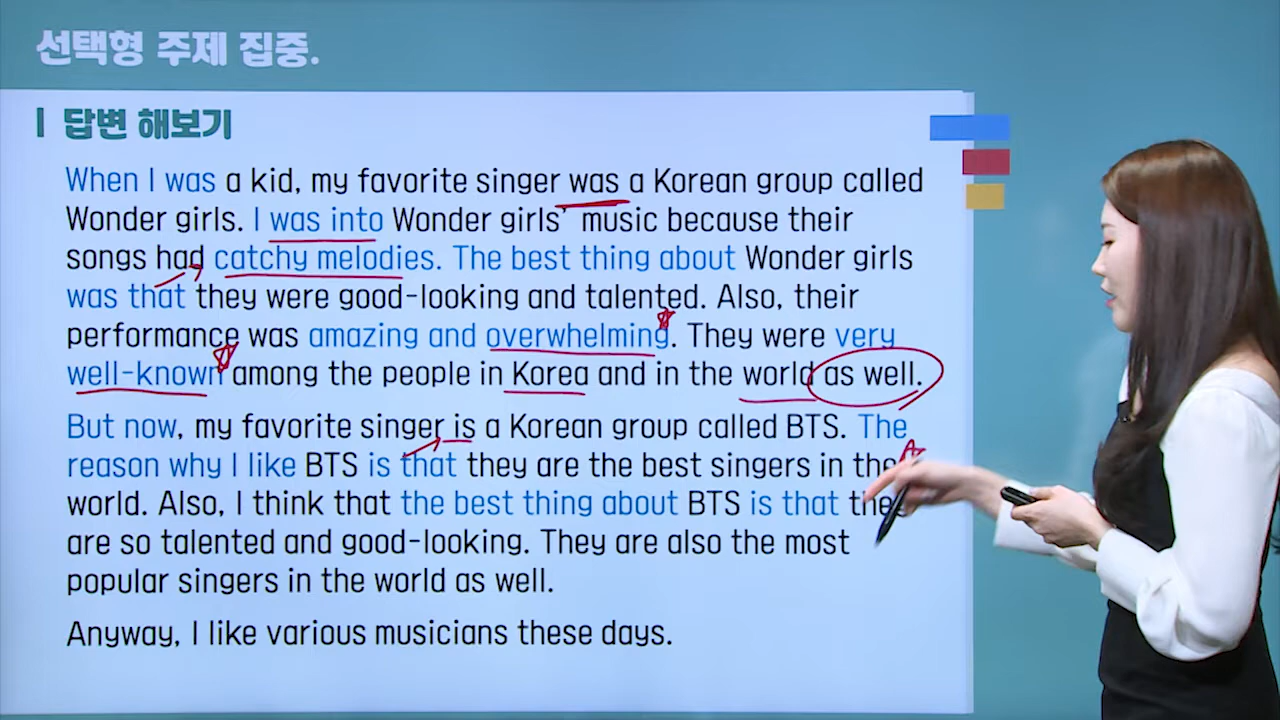 선택형 주제 집중.
| 답변 해보기
When I was a kid, my favorite singer was a Korean group called
Wonder girls. I was into Wonder girls' music because their
songs had catchy melodies. The best thing about Wonder girls
was that they were good-looking and talented. Also, their
performance was amazing and overwhelming. They were very
well-known among the people in Korea and in the world as well.
But now, my favorite singer is a Korean group called BTS. The
reason why I like BTS is that they are the best singers in the
world. Also, I think that the best thing about BTS is that they
are so talented and good-looking. They are also the most
popular singers in the world as well.
Anyway, I like various musicians these days.